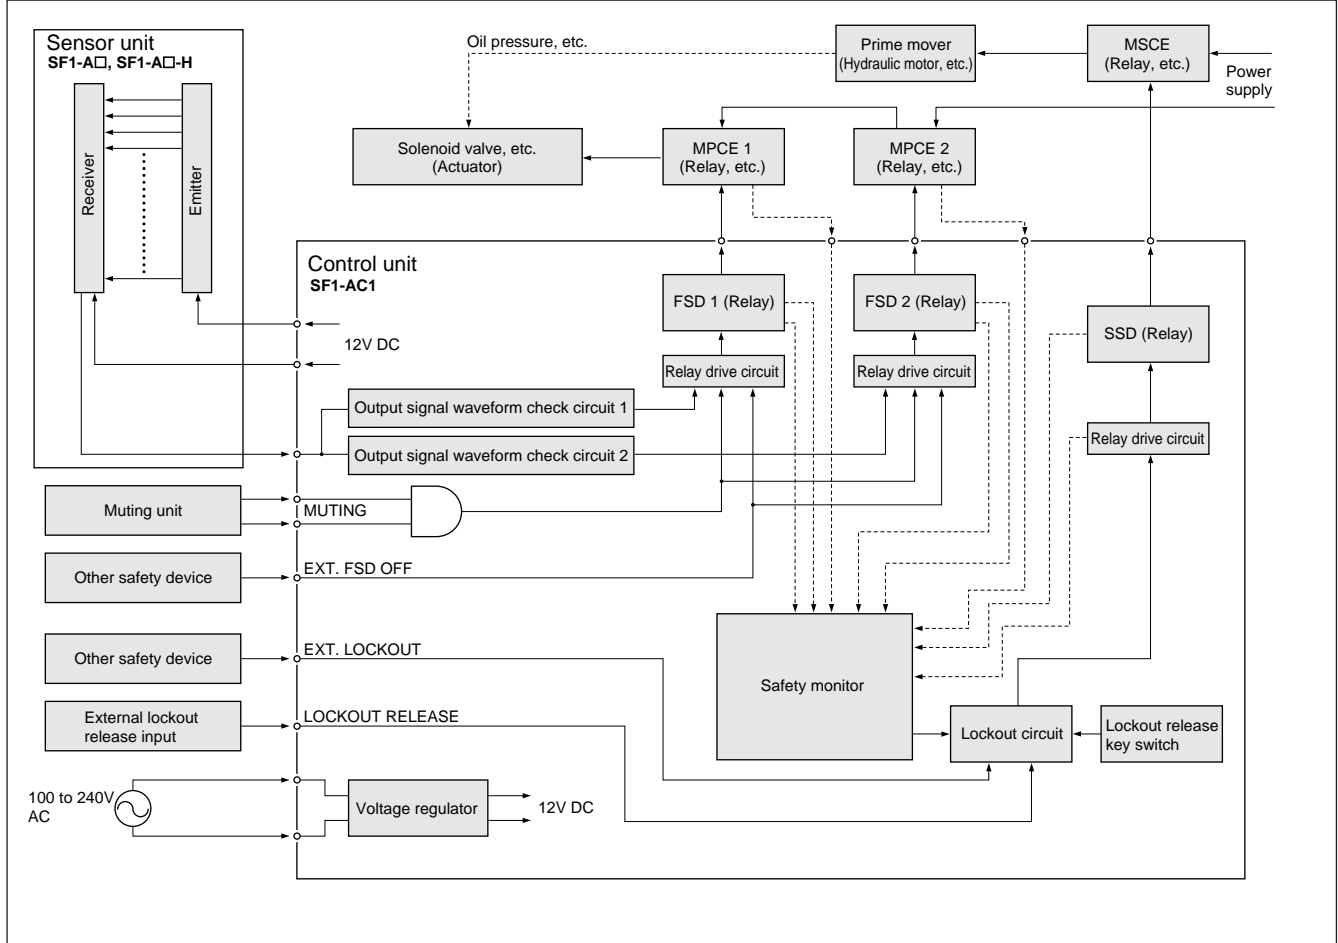 Sensor unit
SF1-A□, SF1-A□-H
Receiver
Emitter
Oil pressure, etc.
Prime mover
(Hydraulic motor, etc.)
MSCE
(Relay, etc.)
Power
supply
Solenoid valve, etc.
(Actuator)
MPCE 1
(Relay, etc.)
MPCE 2
(Relay, etc.)
Control unit
SF1-AC1
FSD 1 (Relay)
FSD 2 (Relay)
SSD (Relay)
12V DC
Relay drive circuit
Relay drive circuit
Output signal waveform check circuit 1
Relay drive circuit
Output signal waveform check circuit 2
Muting unit
MUTING
Other safety device
EXT. FSD OFF
Other safety device
EXT. LOCKOUT
Safety monitor
External lockout
release input
LOCKOUT RELEASE
Lockout circuit
Lockout release
key switch
100 to 240V
AC
Voltage regulator
12V DC